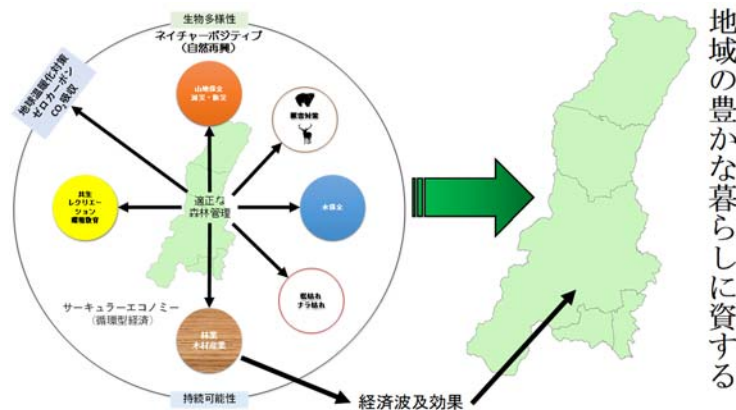 生物多様性
ネイチャーポジティブ
(自然再興)
地球温暖化対策
ゼロカーボン
CO2吸収
山地保全
減災・防災
獣害対策
共生
レクリエー
ション
環境教育
適正な
森林管理
水保全
松枯れ
ナラ枯れ
サーキュラーエコノミー
(循環型経済)
林業
木材産業
持続可能性
経済波及効果
地域の豊かな暮らしに資する